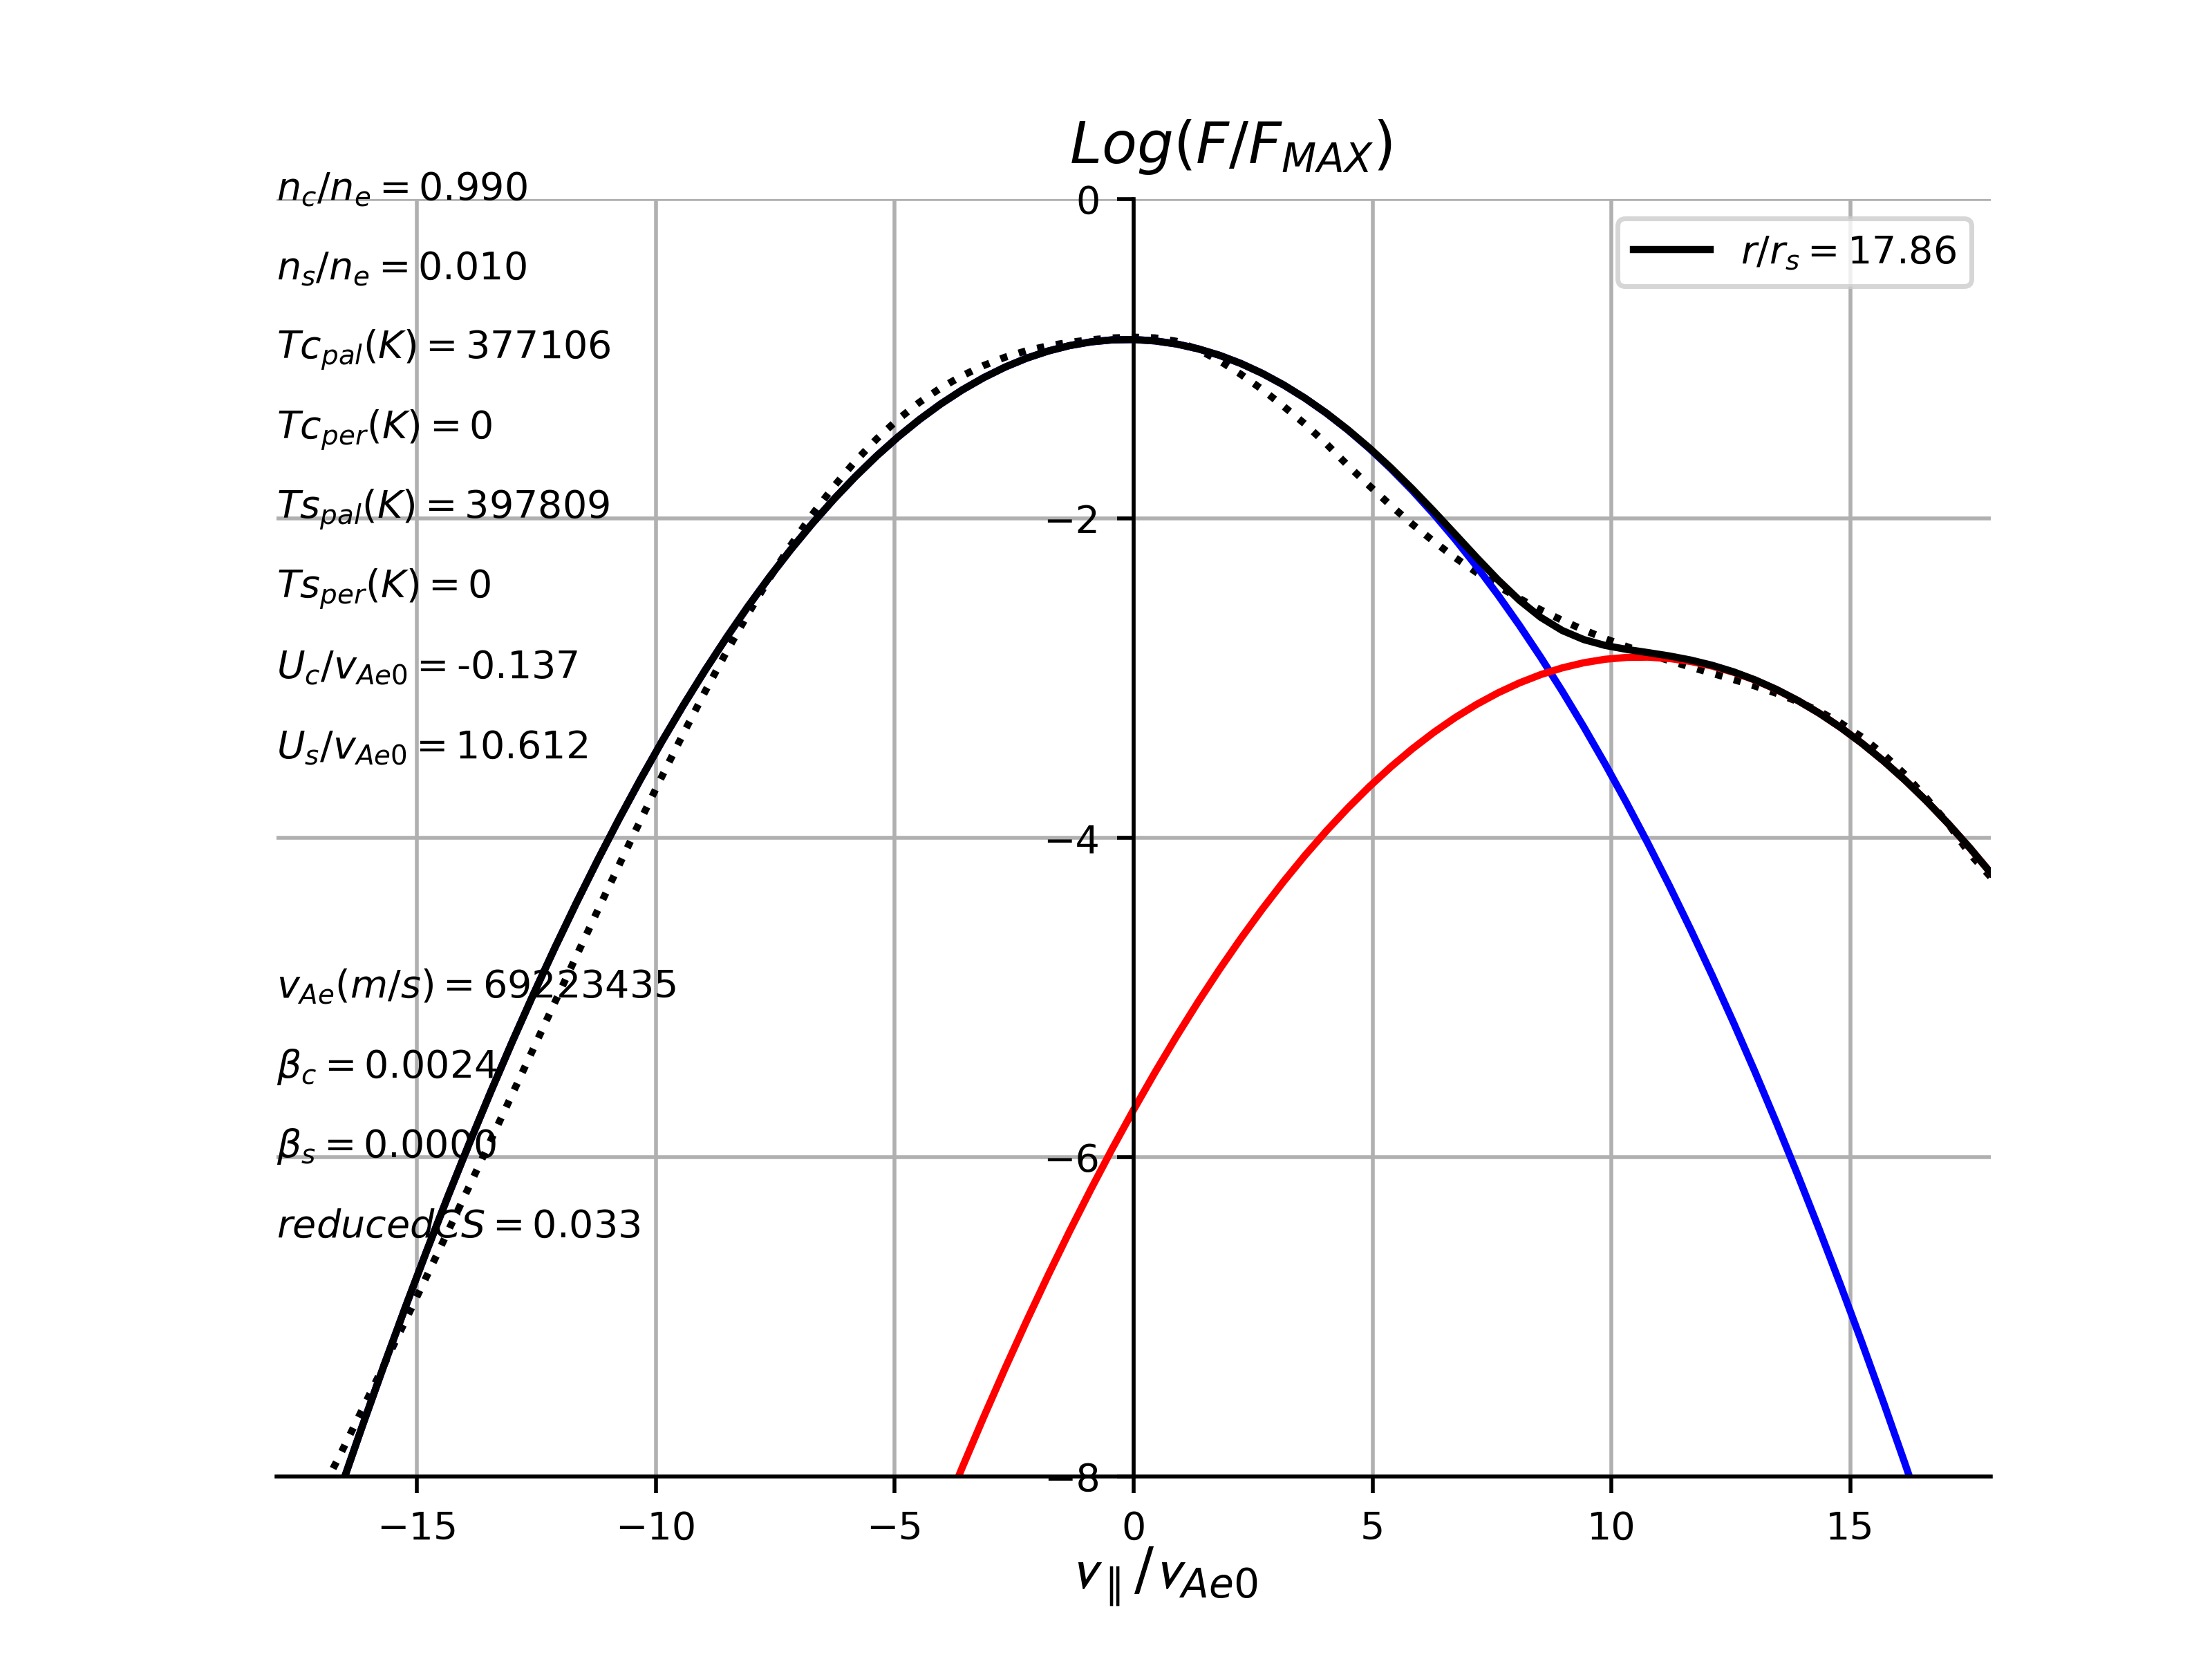 Log(F/F_MAX)
n_c/n_e = 0.990
n_s/n_e = 0.010
Tc_pal(K) = 377106
Tc_per(K) = 0
Ts_pal(K) = 397809
Ts_per(K) = 0
U_c/v_Ae0 = -0.137
U_s/v_Ae0 = 10.612
v_Ae(m/s) = 69223435
β_c = 0.0024
β_s = 0.0000
reducedCS = 0.033
r/r_s = 17.86
0
−2
−4
−6
−8
−15 −10 −5 0 5 10 15
v_∥/v_Ae0